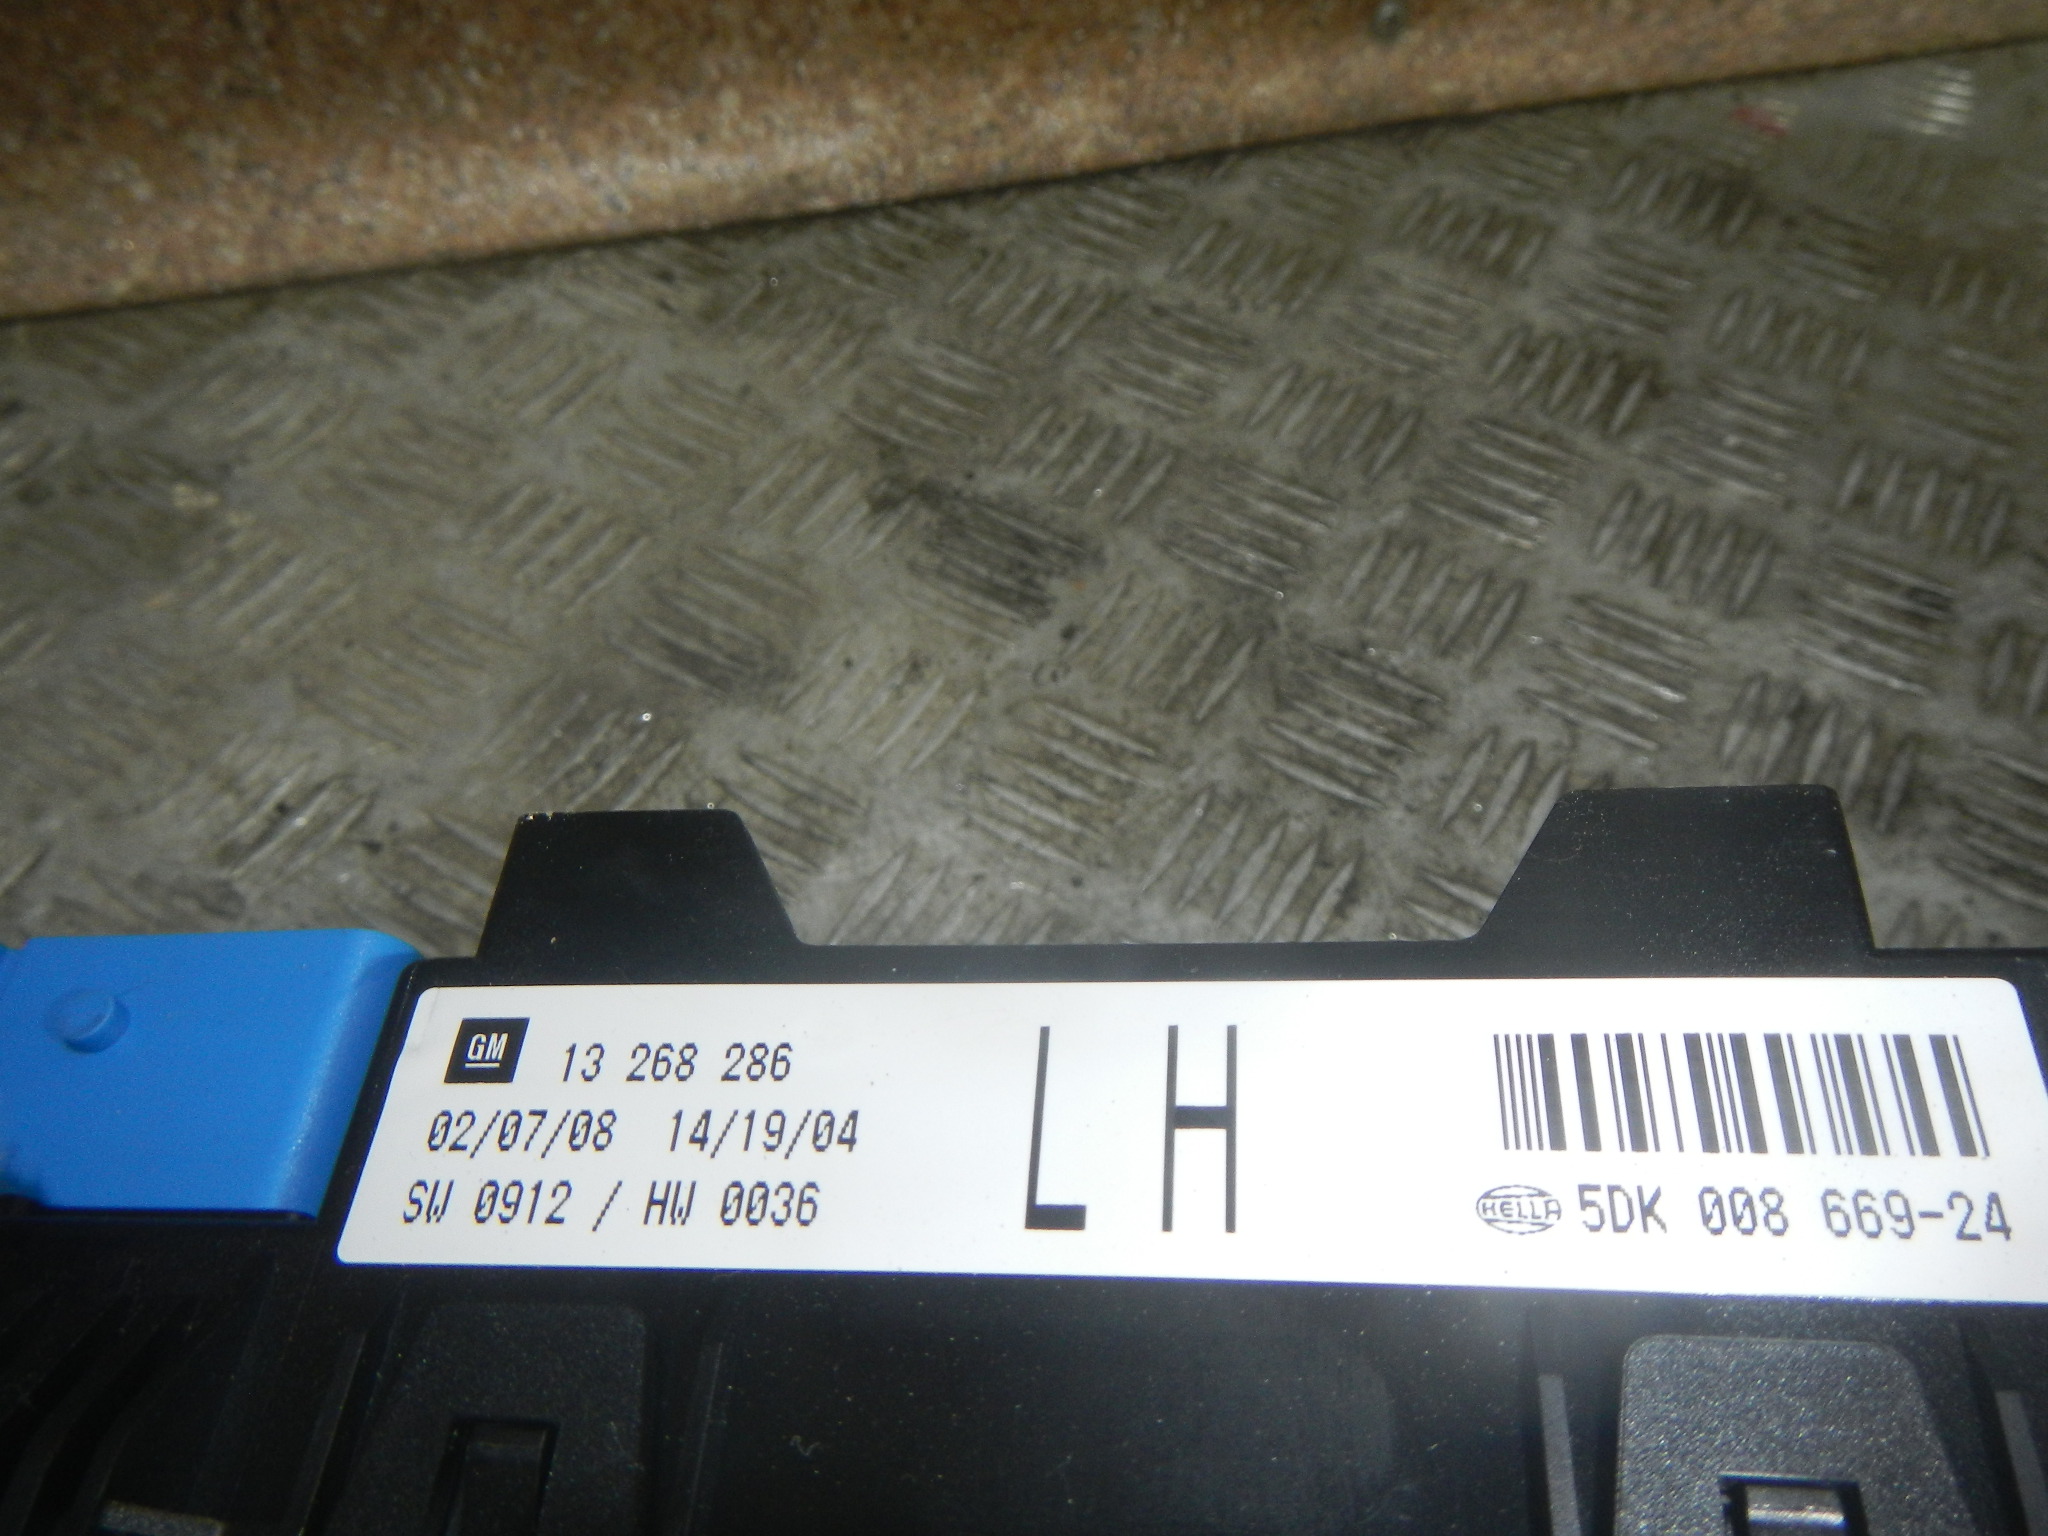 GM 13 268 286
02/07/08 14/19/04
SW 0912 / HW 0036
LH
HELLA 5DK 008 669-24